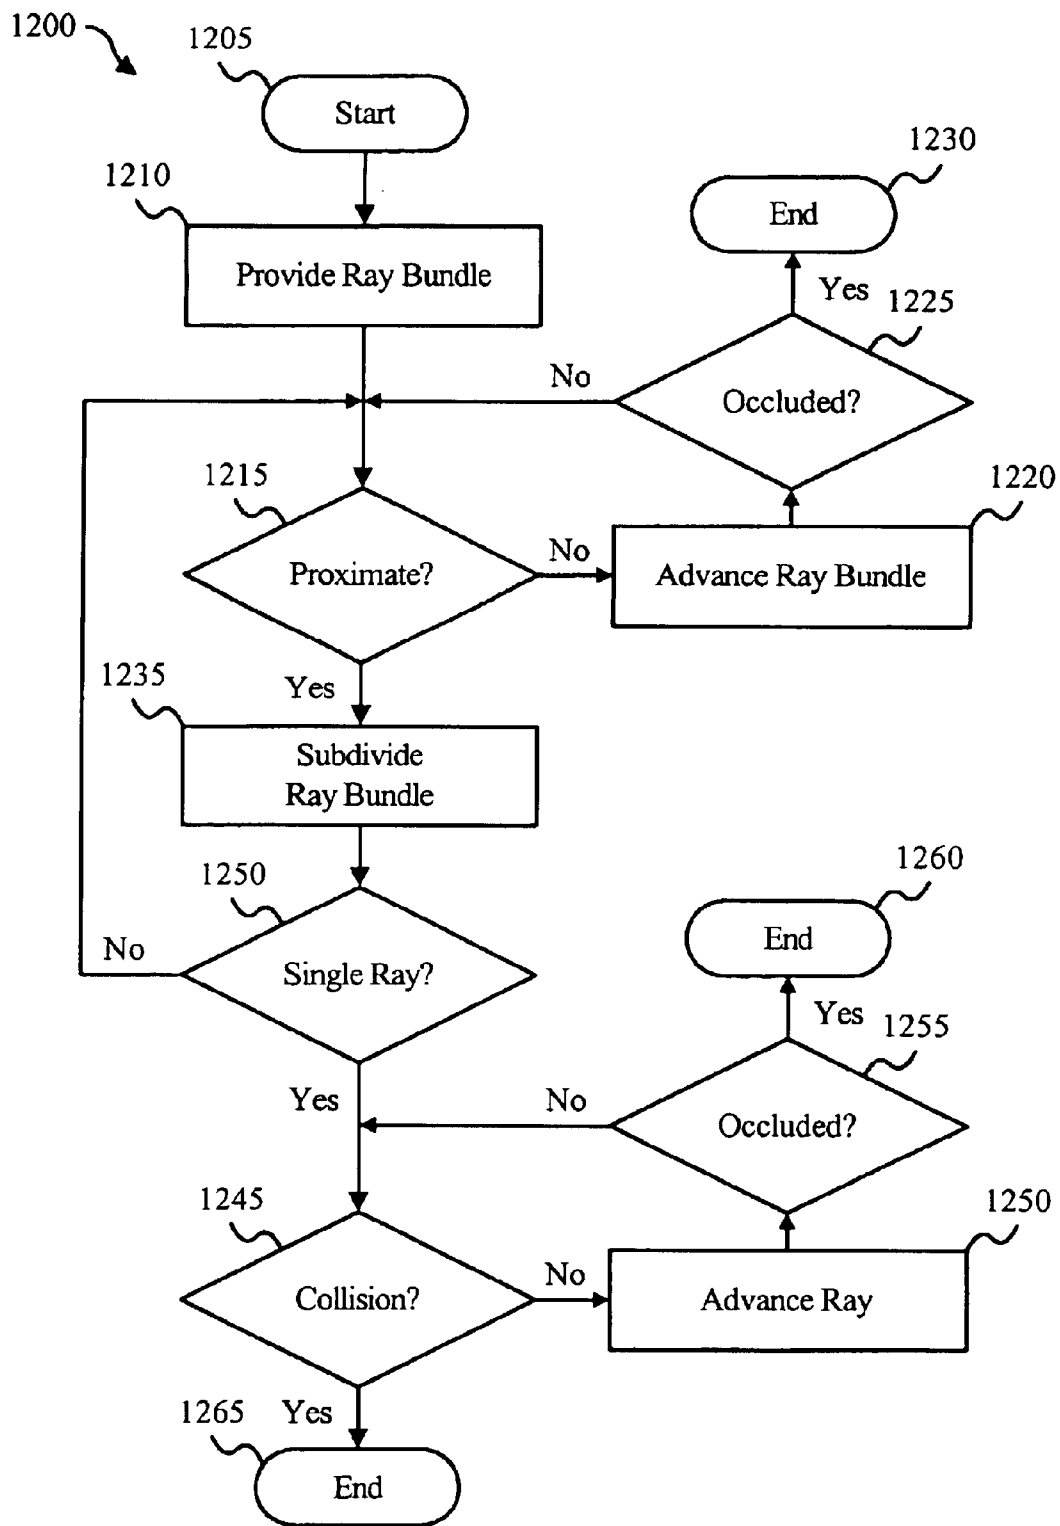 1200
1205
Start
1210
Provide Ray Bundle
1230
End
Yes
1225
Occluded?
No
1215
Proximate?
No
1220
Advance Ray Bundle
Yes
1235
Subdivide
Ray Bundle
1250
Single Ray?
No
Yes
1260
End
Yes
1255
Occluded?
No
1245
Collision?
No
1250
Advance Ray
Yes
1265
End